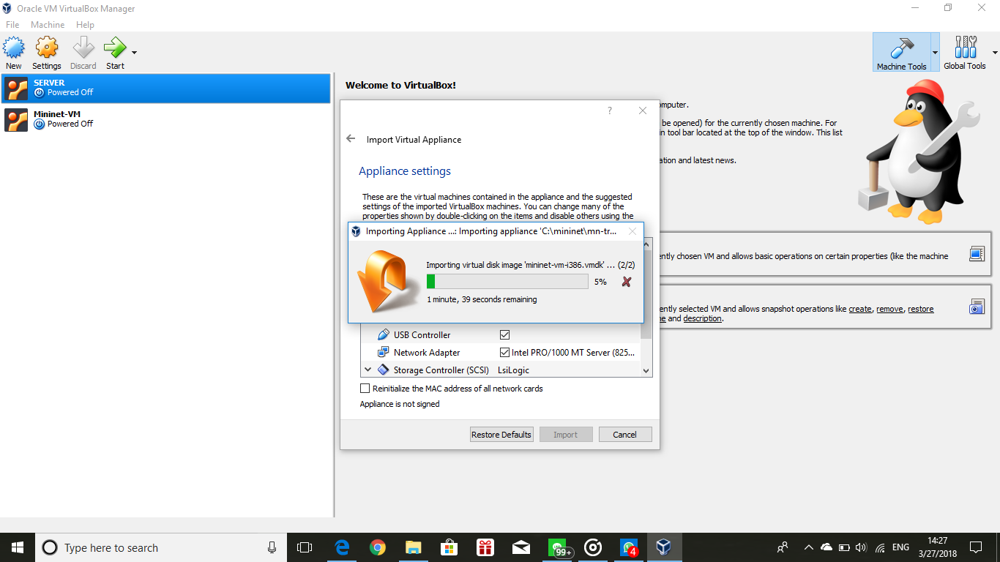 Oracle VM VirtualBox Manager
File Machine Help
New Settings Discard Start
Machine Tools Global Tools
SERVER
Powered Off
Mininet-VM
Powered Off
Welcome to VirtualBox!
omputer.
be opened) for the currently chosen machine. For
n tool bar located at the top of the window. This list
ation and latest news.
ently chosen VM and allows basic operations on certain properties (like the machine
ently selected VM and allows snapshot operations like create, remove, restore
e and description.
?
Import Virtual Appliance
Appliance settings
These are the virtual machines contained in the appliance and the suggested
settings of the imported VirtualBox machines. You can change many of the
properties shown by double-clicking on the items and disable others using the
Importing Appliance ...: Importing appliance 'C:\mininet\mn-tr...
Importing virtual disk image 'mininet-vm-i386.vmdk' ... (2/2)
5%
1 minute, 39 seconds remaining
USB Controller
Network Adapter Intel PRO/1000 MT Server (825...
Storage Controller (SCSI) LsiLogic
Reinitialize the MAC address of all network cards
Appliance is not signed
Restore Defaults Import Cancel
Type here to search
99+
4
ENG
14:27
3/27/2018